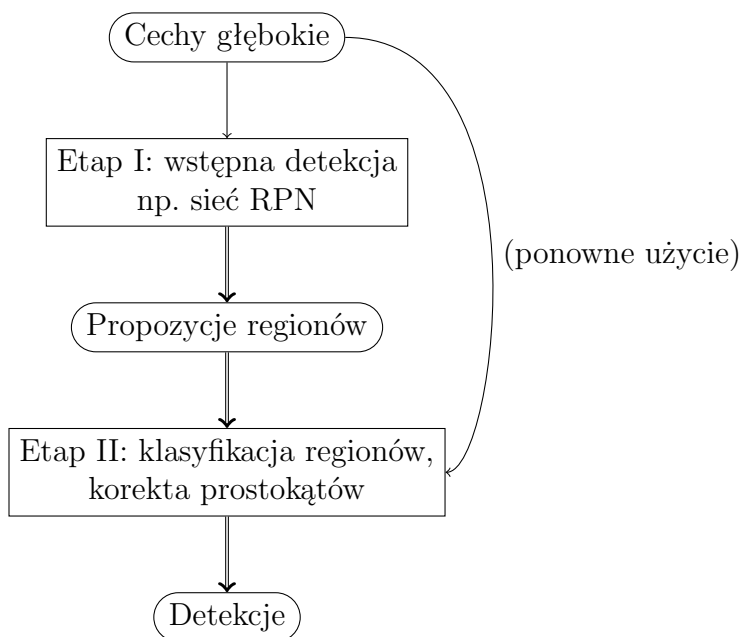 Cechy głębokie
Etap I: wstępna detekcja
np. sieć RPN
(ponowne użycie)
Propozycje regionów
Etap II: klasyfikacja regionów,
korekta prostokątów
Detekcje